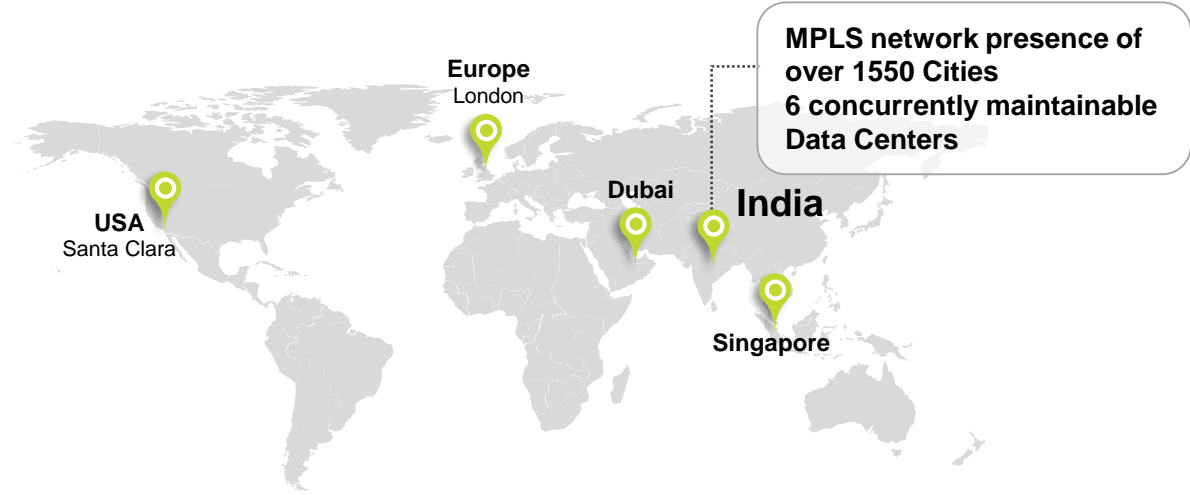 MPLS network presence of
over 1550 Cities
6 concurrently maintainable
Data Centers
Europe
London
Dubai
India
USA
Santa Clara
Singapore